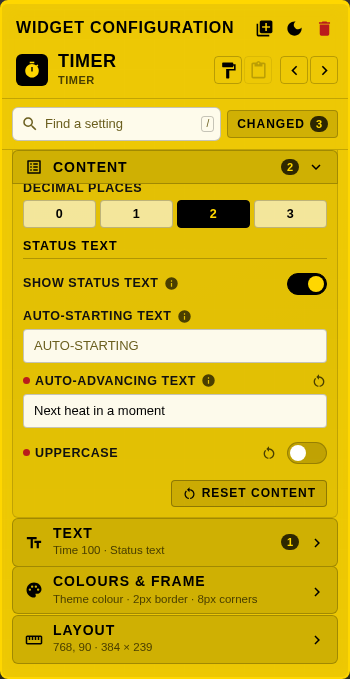 WIDGET CONFIGURATION
TIMER
TIMER
Find a setting /
CHANGED 3
CONTENT 2
DECIMAL PLACES
0 1 2 3
STATUS TEXT
SHOW STATUS TEXT
AUTO-STARTING TEXT
AUTO-STARTING
AUTO-ADVANCING TEXT
Next heat in a moment
UPPERCASE
RESET CONTENT
TEXT 1
Time 100 · Status text
COLOURS & FRAME
Theme colour · 2px border · 8px corners
LAYOUT
768, 90 · 384 × 239